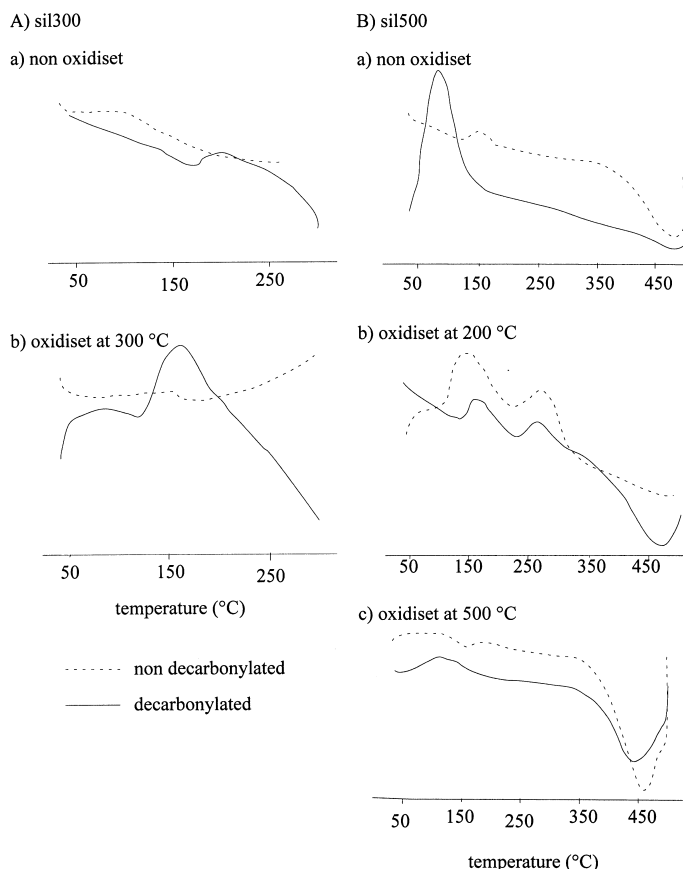 A) sil300
a) non oxidiset
50 150 250
b) oxidiset at 300 °C
50 150 250
temperature (°C)
non decarbonylated
decarbonylated
B) sil500
a) non oxidiset
50 150 250 350 450
b) oxidiset at 200 °C
50 150 250 350 450
c) oxidiset at 500 °C
50 150 250 350 450
temperature (°C)